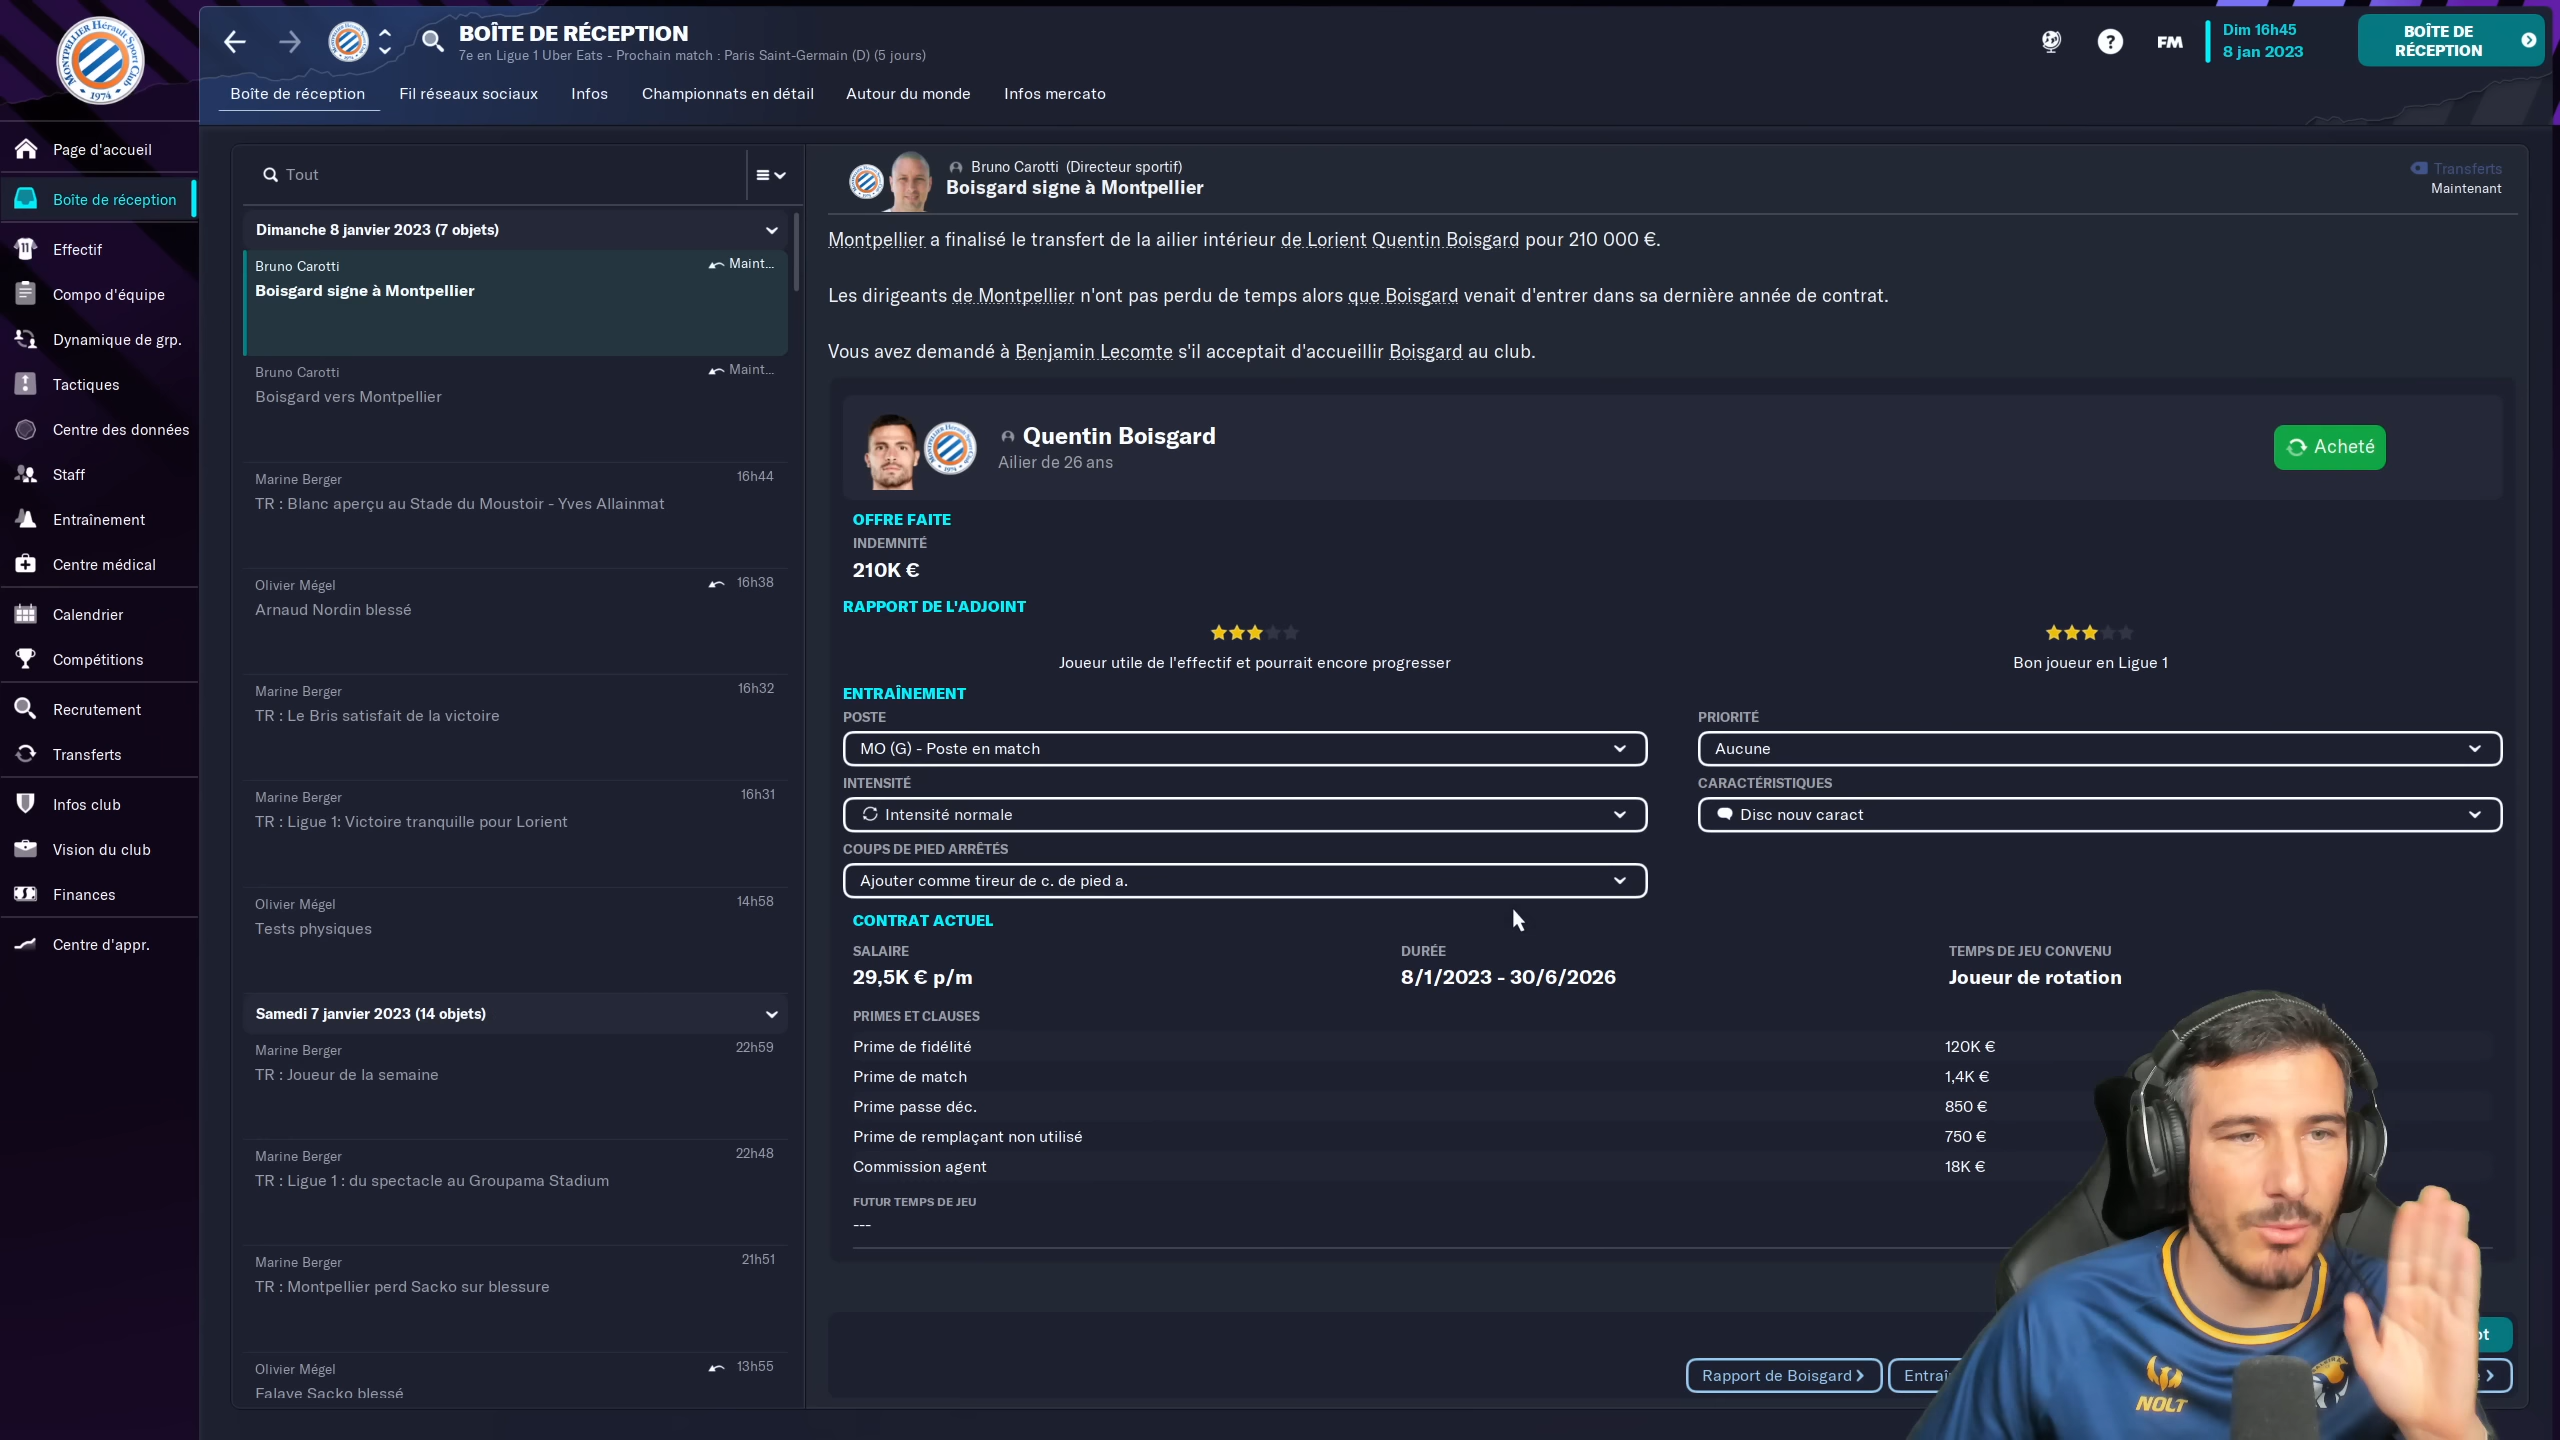 BOÎTE DE RÉCEPTION
7e en Ligue 1 Uber Eats - Prochain match : Paris Saint-Germain (D) (5 jours)
FM
Dim 16h45
8 jan 2023
BOÎTE DE
RÉCEPTION
Boîte de réception
Fil réseaux sociaux
Infos
Championnats en détail
Autour du monde
Infos mercato
MONTPELLIER Hérault Sport Club
1974
Page d'accueil
Boîte de réception
Effectif
Compo d'équipe
Dynamique de grp.
Tactiques
Centre des données
Staff
Entraînement
Centre médical
Calendrier
Compétitions
Recrutement
Transferts
Infos club
Vision du club
Finances
Centre d'appr.
Tout
Dimanche 8 janvier 2023 (7 objets)
Bruno Carotti
Maint...
Boisgard signe à Montpellier
Bruno Carotti
Maint...
Boisgard vers Montpellier
Marine Berger
16h44
TR : Blanc aperçu au Stade du Moustoir - Yves Allainmat
Olivier Mégel
16h38
Arnaud Nordin blessé
Marine Berger
16h32
TR : Le Bris satisfait de la victoire
Marine Berger
16h31
TR : Ligue 1: Victoire tranquille pour Lorient
Olivier Mégel
14h58
Tests physiques
Samedi 7 janvier 2023 (14 objets)
Marine Berger
22h59
TR : Joueur de la semaine
Marine Berger
22h48
TR : Ligue 1 : du spectacle au Groupama Stadium
Marine Berger
21h51
TR : Montpellier perd Sacko sur blessure
Olivier Mégel
13h55
Falaye Sacko blessé
Bruno Carotti (Directeur sportif)
Boisgard signe à Montpellier
Transferts
Maintenant
Montpellier a finalisé le transfert de la ailier intérieur de Lorient Quentin Boisgard pour 210 000 €.
Les dirigeants de Montpellier n'ont pas perdu de temps alors que Boisgard venait d'entrer dans sa dernière année de contrat.
Vous avez demandé à Benjamin Lecomte s'il acceptait d'accueillir Boisgard au club.
Quentin Boisgard
Ailier de 26 ans
Acheté
OFFRE FAITE
INDEMNITÉ
210K €
RAPPORT DE L'ADJOINT
Joueur utile de l'effectif et pourrait encore progresser
Bon joueur en Ligue 1
ENTRAÎNEMENT
POSTE
MO (G) - Poste en match
PRIORITÉ
Aucune
INTENSITÉ
Intensité normale
CARACTÉRISTIQUES
Disc nouv caract
COUPS DE PIED ARRÊTÉS
Ajouter comme tireur de c. de pied a.
CONTRAT ACTUEL
SALAIRE
29,5K € p/m
DURÉE
8/1/2023 - 30/6/2026
TEMPS DE JEU CONVENU
Joueur de rotation
PRIMES ET CLAUSES
Prime de fidélité
120K €
Prime de match
1,4K €
Prime passe déc.
850 €
Prime de remplaçant non utilisé
750 €
Commission agent
18K €
FUTUR TEMPS DE JEU
---
Rapport de Boisgard
NOLT